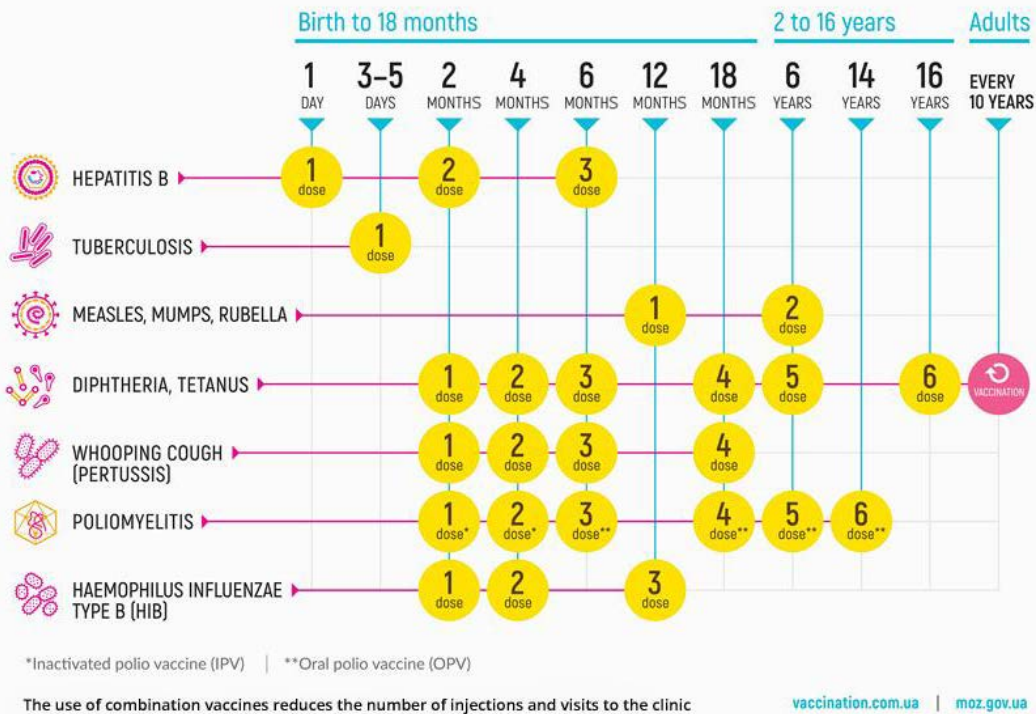 Birth to 18 months
2 to 16 years
Adults
1 DAY
3–5 DAYS
2 MONTHS
4 MONTHS
6 MONTHS
12 MONTHS
18 MONTHS
6 YEARS
14 YEARS
16 YEARS
EVERY
10 YEARS
HEPATITIS B
1 dose
2 dose
3 dose
TUBERCULOSIS
1 dose
MEASLES, MUMPS, RUBELLA
1 dose
2 dose
DIPHTHERIA, TETANUS
1 dose
2 dose
3 dose
4 dose
5 dose
6 dose
VACCINATION
WHOOPING COUGH
(PERTUSSIS)
1 dose
2 dose
3 dose
4 dose
POLIOMYELITIS
1 dose*
2 dose*
3 dose**
4 dose**
5 dose**
6 dose**
HAEMOPHILUS INFLUENZAE
TYPE B (HIB)
1 dose
2 dose
3 dose
*Inactivated polio vaccine (IPV) | **Oral polio vaccine (OPV)
The use of combination vaccines reduces the number of injections and visits to the clinic
vaccination.com.ua | moz.gov.ua